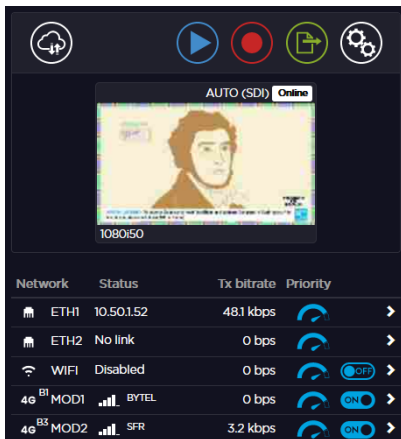 AUTO (SDI) Online
1080i50
Network Status Tx bitrate Priority
ETH1 10.50.1.52 48.1 kbps
ETH2 No link 0 bps
WIFI Disabled 0 bps OFF
4G B1 MOD1 BYTEL 0 bps ON
4G B3 MOD2 SFR 3.2 kbps ON